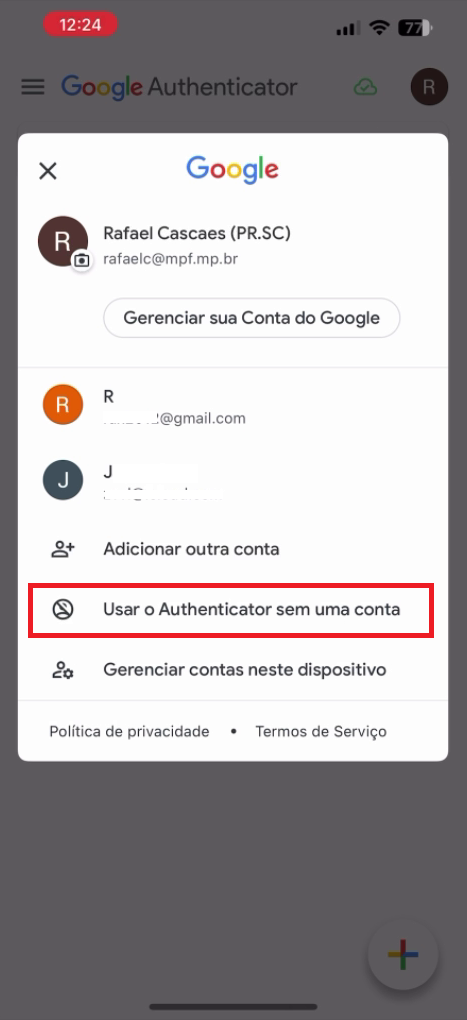 12:24
77
Google Authenticator
R
Google
R
Rafael Cascaes (PR.SC)
rafaelc@mpf.mp.br
Gerenciar sua Conta do Google
R
R
@gmail.com
J
J
Adicionar outra conta
Usar o Authenticator sem uma conta
Gerenciar contas neste dispositivo
Política de privacidade • Termos de Serviço